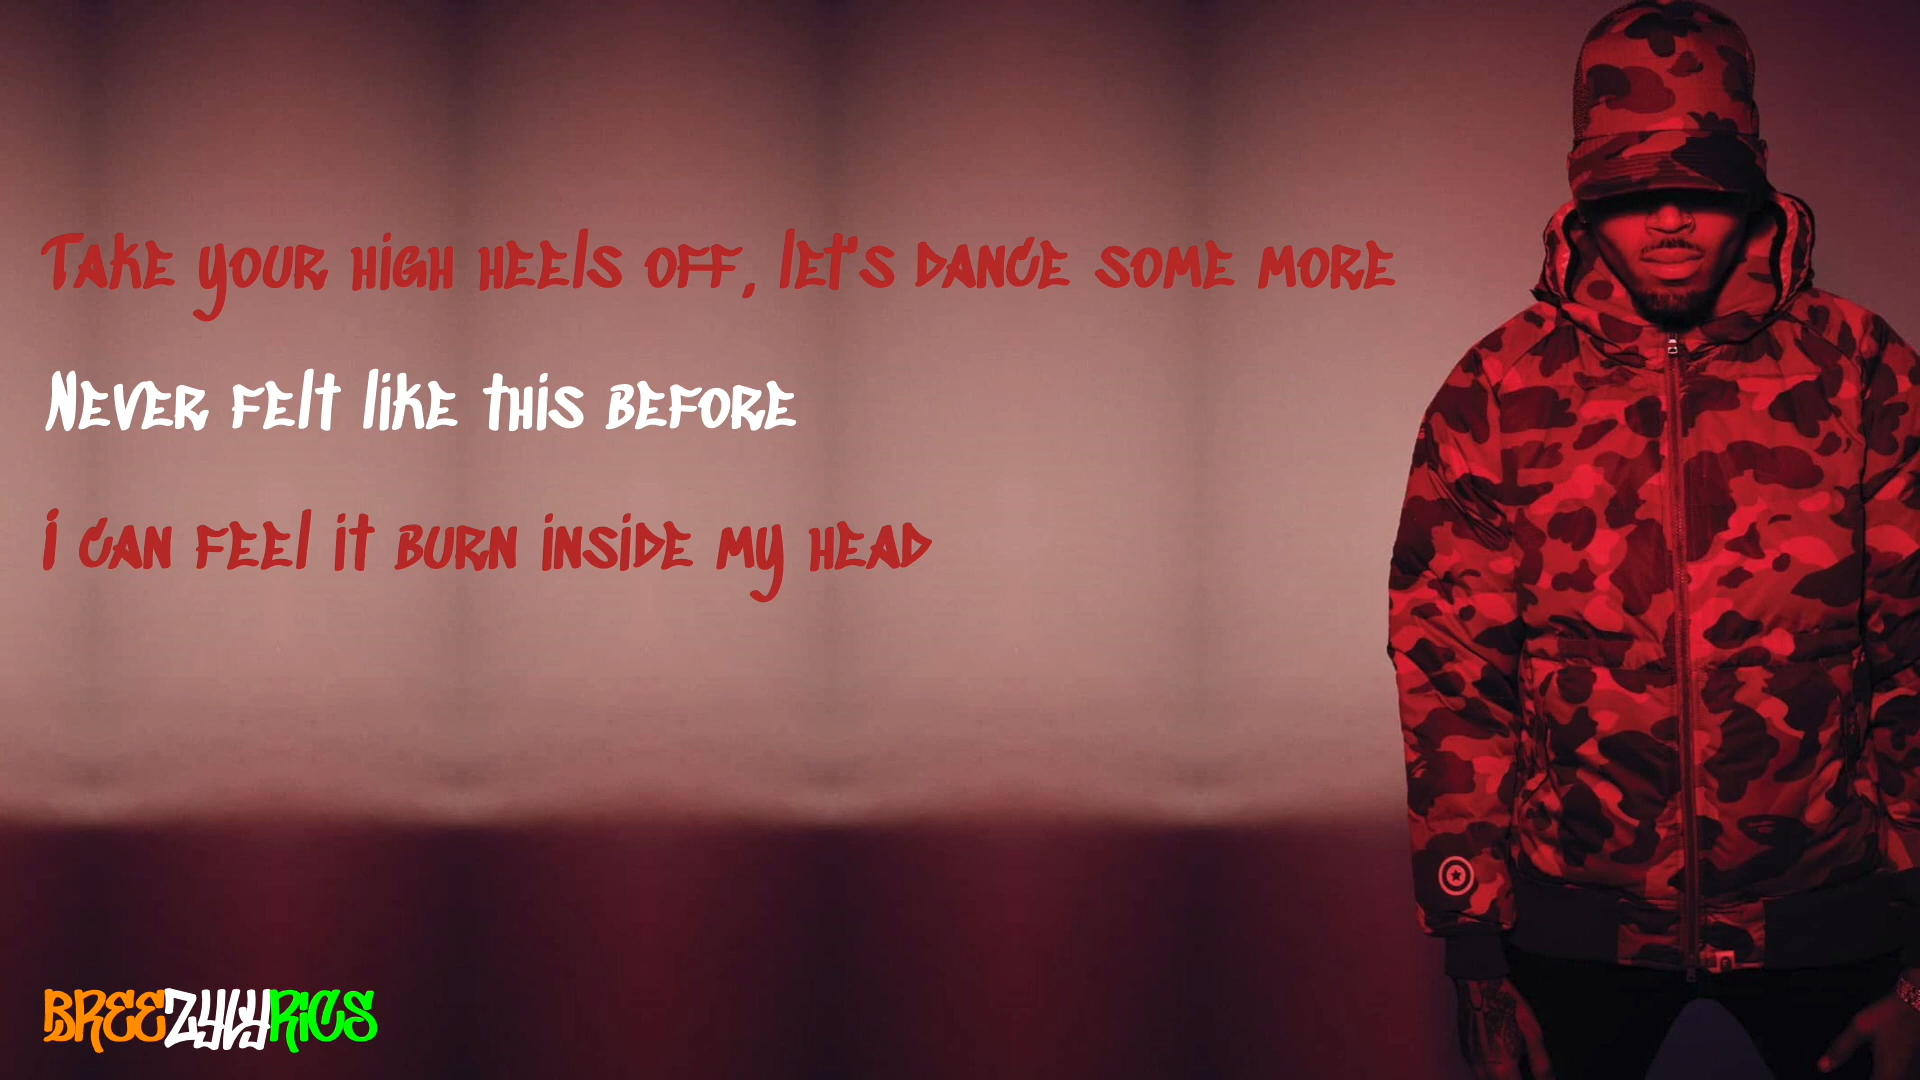 Take your high heels off, let's dance some more
Never felt like this before
I can feel it burn inside my head
BREEZYLYRICS